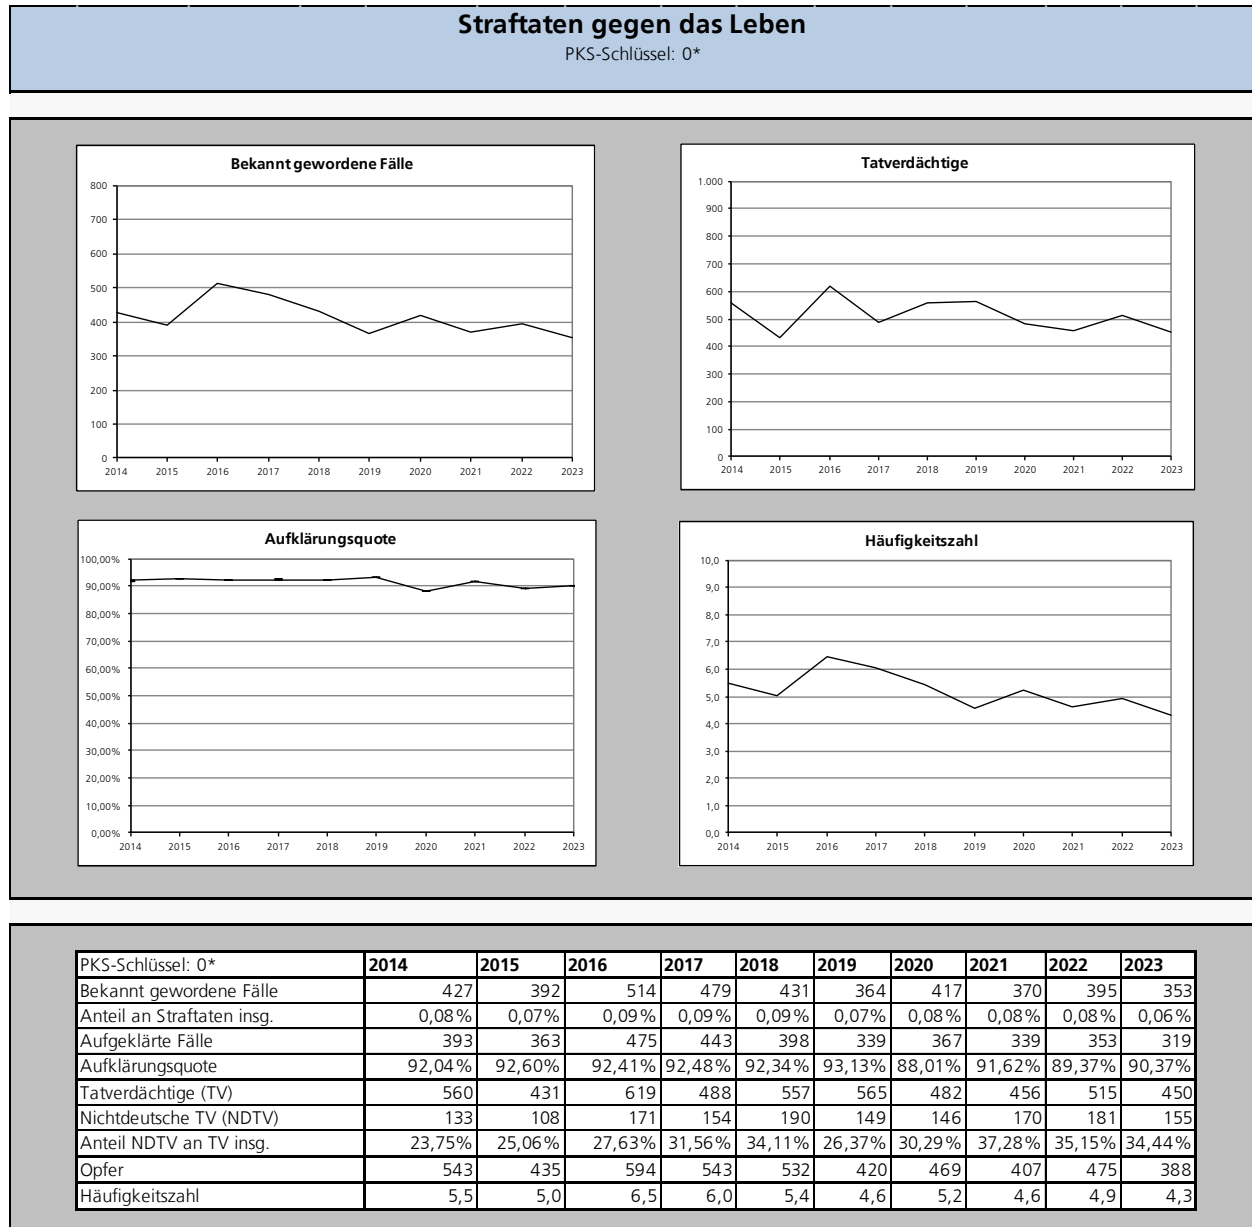 Straftaten gegen das Leben
PKS-Schlüssel: 0*
Bekannt gewordene Fälle
800
700
600
500
400
300
200
100
0
2014 2015 2016 2017 2018 2019 2020 2021 2022 2023
Tatverdächtige
1.000
900
800
700
600
500
400
300
200
100
0
2014 2015 2016 2017 2018 2019 2020 2021 2022 2023
Aufklärungsquote
100,00%
90,00%
80,00%
70,00%
60,00%
50,00%
40,00%
30,00%
20,00%
10,00%
0,00%
2014 2015 2016 2017 2018 2019 2020 2021 2022 2023
Häufigkeitszahl
10,0
9,0
8,0
7,0
6,0
5,0
4,0
3,0
2,0
1,0
0,0
2014 2015 2016 2017 2018 2019 2020 2021 2022 2023
PKS-Schlüssel: 0* 2014 2015 2016 2017 2018 2019 2020 2021 2022 2023
Bekannt gewordene Fälle 427 392 514 479 431 364 417 370 395 353
Anteil an Straftaten insg. 0,08% 0,07% 0,09% 0,09% 0,09% 0,07% 0,08% 0,08% 0,08% 0,06%
Aufgeklärte Fälle 393 363 475 443 398 339 367 339 353 319
Aufklärungsquote 92,04% 92,60% 92,41% 92,48% 92,34% 93,13% 88,01% 91,62% 89,37% 90,37%
Tatverdächtige (TV) 560 431 619 488 557 565 482 456 515 450
Nichtdeutsche TV (NDTV) 133 108 171 154 190 149 146 170 181 155
Anteil NDTV an TV insg. 23,75% 25,06% 27,63% 31,56% 34,11% 26,37% 30,29% 37,28% 35,15% 34,44%
Opfer 543 435 594 543 532 420 469 407 475 388
Häufigkeitszahl 5,5 5,0 6,5 6,0 5,4 4,6 5,2 4,6 4,9 4,3